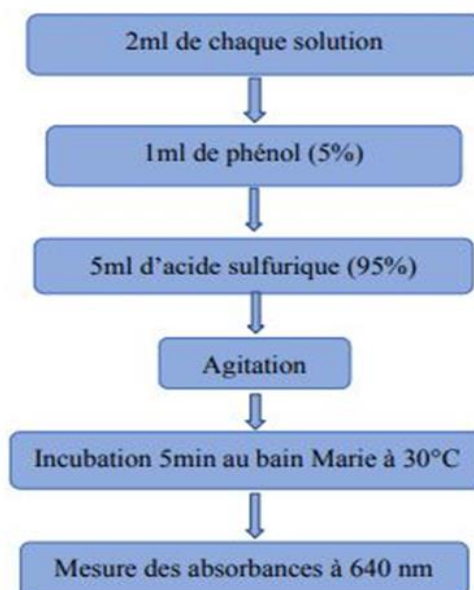 2ml de chaque solution
1ml de phénol (5%)
5ml d’acide sulfurique (95%)
Agitation
Incubation 5min au bain Marie à 30°C
Mesure des absorbances à 640 nm